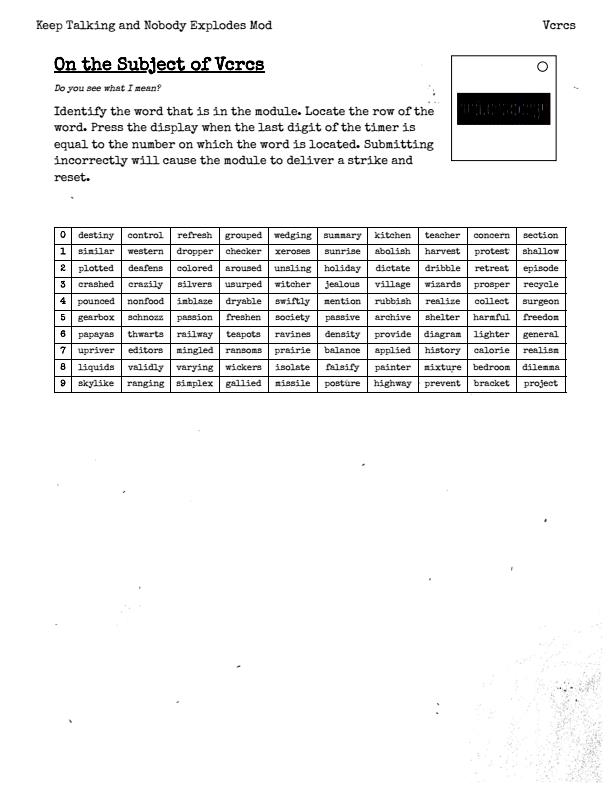 Keep Talking and Nobody Explodes Mod Vcrcs
On the Subject of Vcrcs
Do you see what I mean?
Identify the word that is in the module. Locate the row of the
word. Press the display when the last digit of the timer is
equal to the number on which the word is located. Submitting
incorrectly will cause the module to deliver a strike and
reset.
0 destiny control refresh grouped wedging summary kitchen teacher concern section
1 similar western dropper checker xeroses sunrise abolish harvest protest shallow
2 plotted deafens colored aroused unsling holiday dictate dribble retreat episode
3 crashed crazily silvers usurped witcher jealous village wizards prosper recycle
4 pounced nonfood imblaze dryable swiftly mention rubbish realize collect surgeon
5 gearbox schnozz passion freshen society passive archive shelter harmful freedom
6 papayas thwarts railway teapots ravines density provide diagram lighter general
7 upriver editors mingled ransoms prairie balance applied history calorie realism
8 liquids validly varying wickers isolate falsify painter mixture bedroom dilemma
9 skylike ranging simplex gallied missile posture highway prevent bracket project